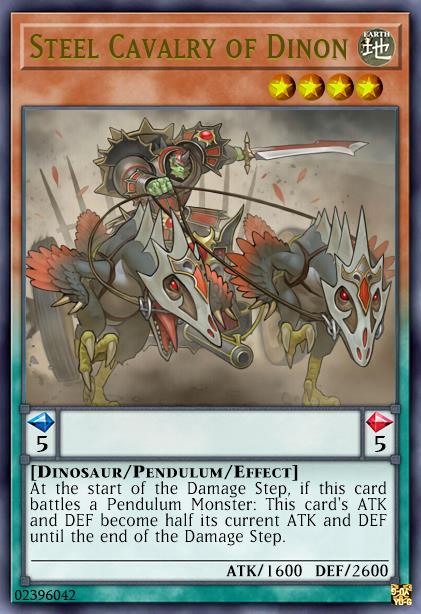 STEEL CAVALRY OF DINON
EARTH
地
5 5
[DINOSAUR/PENDULUM/EFFECT]
At the start of the Damage Step, if this card
battles a Pendulum Monster: This card's ATK
and DEF become half its current ATK and DEF
until the end of the Damage Step.
ATK/1600 DEF/2600
02396042